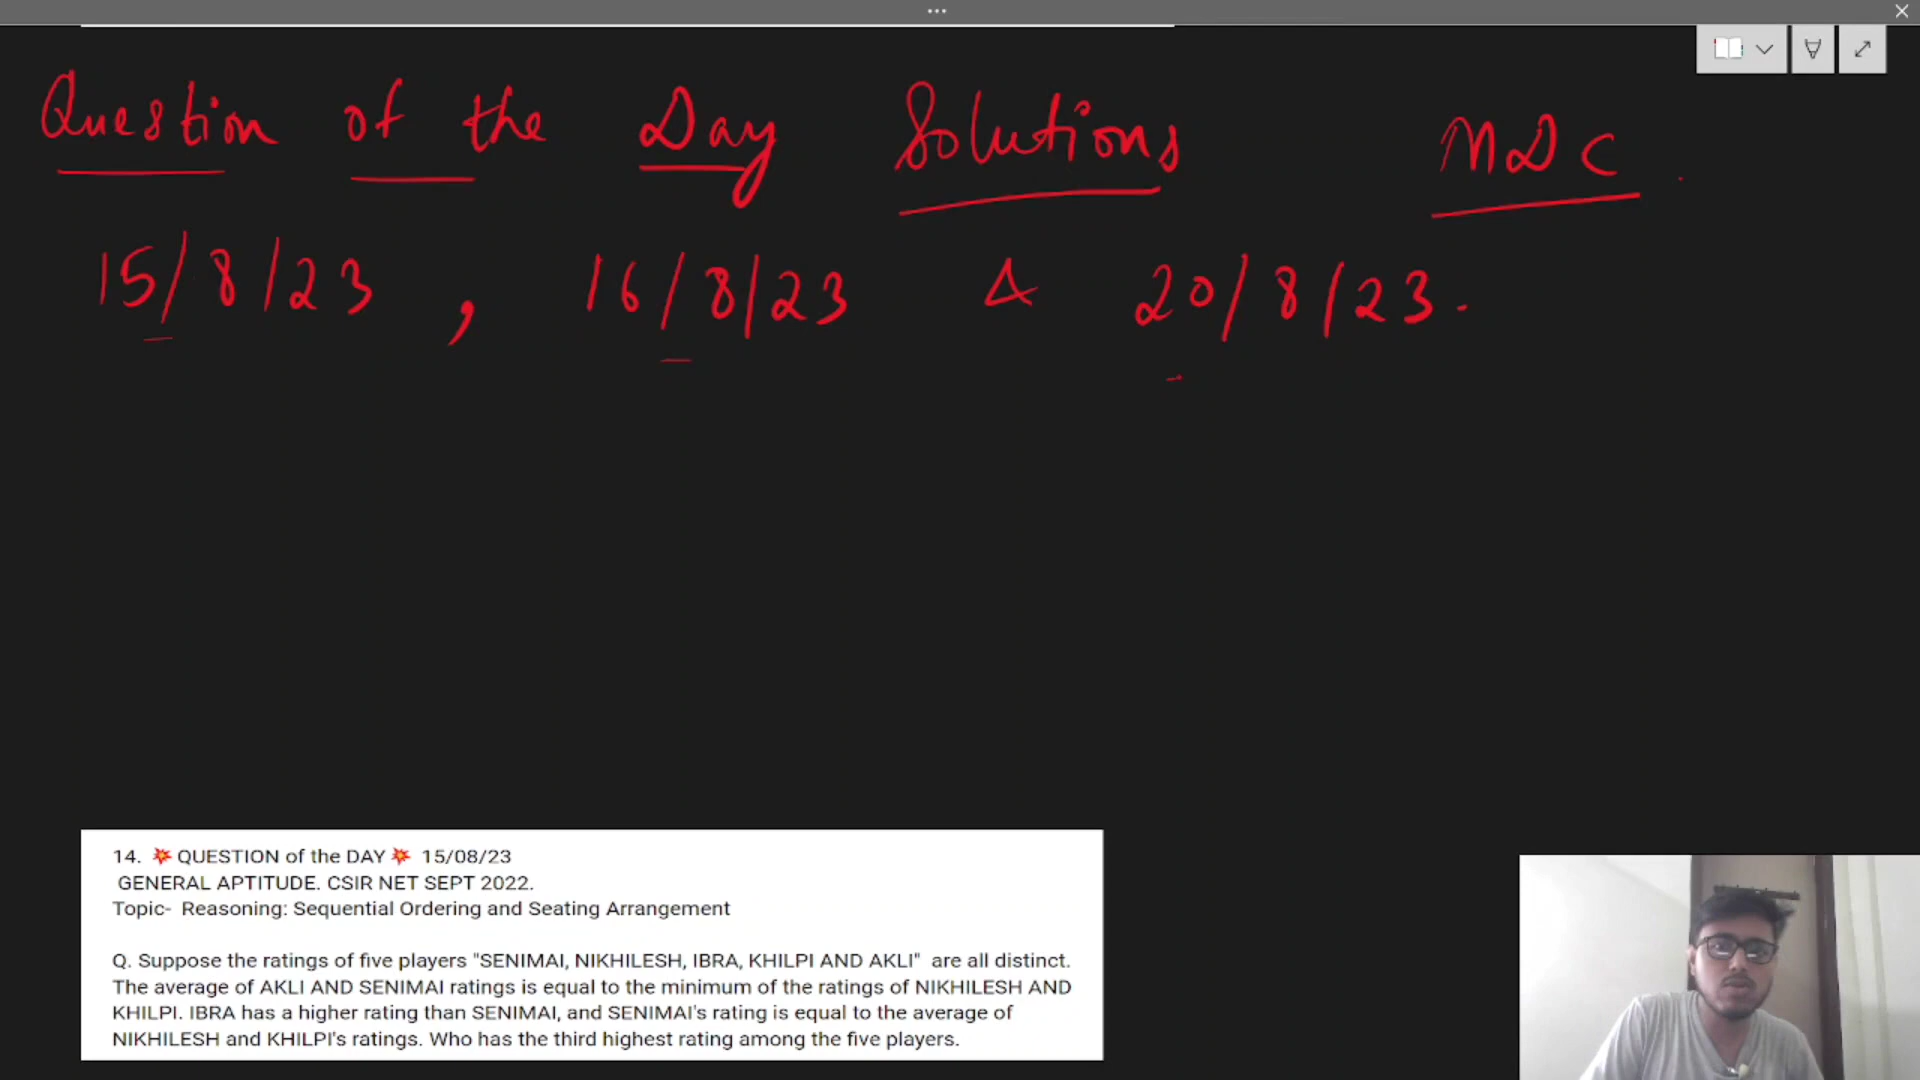 Question of the Day Solutions MDC
15/8/23 , 16/8/23 & 20/8/23.
14. 💥 QUESTION of the DAY 💥 15/08/23
GENERAL APTITUDE. CSIR NET SEPT 2022.
Topic- Reasoning: Sequential Ordering and Seating Arrangement
Q. Suppose the ratings of five players "SENIMAI, NIKHILESH, IBRA, KHILPI AND AKLI" are all distinct.
The average of AKLI AND SENIMAI ratings is equal to the minimum of the ratings of NIKHILESH AND
KHILPI. IBRA has a higher rating than SENIMAI, and SENIMAI's rating is equal to the average of
NIKHILESH and KHILPI's ratings. Who has the third highest rating among the five players.